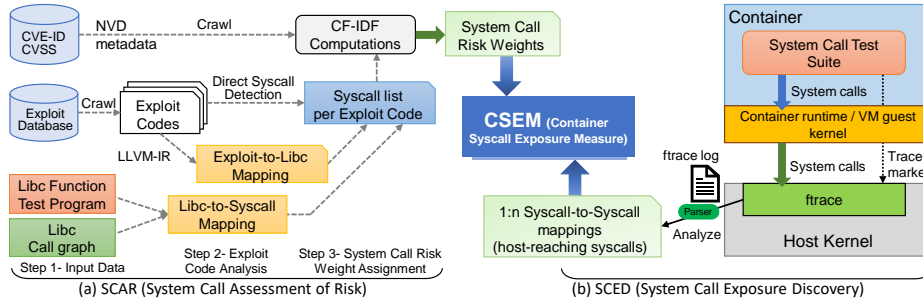 CVE-ID
CVSS
NVD
metadata
Crawl
CF-IDF
Computations
System Call
Risk Weights
Exploit
Database
Crawl
Exploit
Codes
Direct Syscall
Detection
Syscall list
per Exploit Code
LLVM-IR
Exploit-to-Libc
Mapping
Libc Function
Test Program
Libc-to-Syscall
Mapping
Libc
Call graph
Step 1- Input Data
Step 2- Exploit
Code Analysis
Step 3- System Call Risk
Weight Assignment
(a) SCAR (System Call Assessment of Risk)
CSEM (Container
Syscall Exposure Measure)
1:n Syscall-to-Syscall
mappings
(host-reaching syscalls)
Container
System Call Test
Suite
System calls
Container runtime / VM guest
kernel
System calls
Trace
marke
ftrace log
Parser
Analyze
ftrace
Host Kernel
(b) SCED (System Call Exposure Discovery)